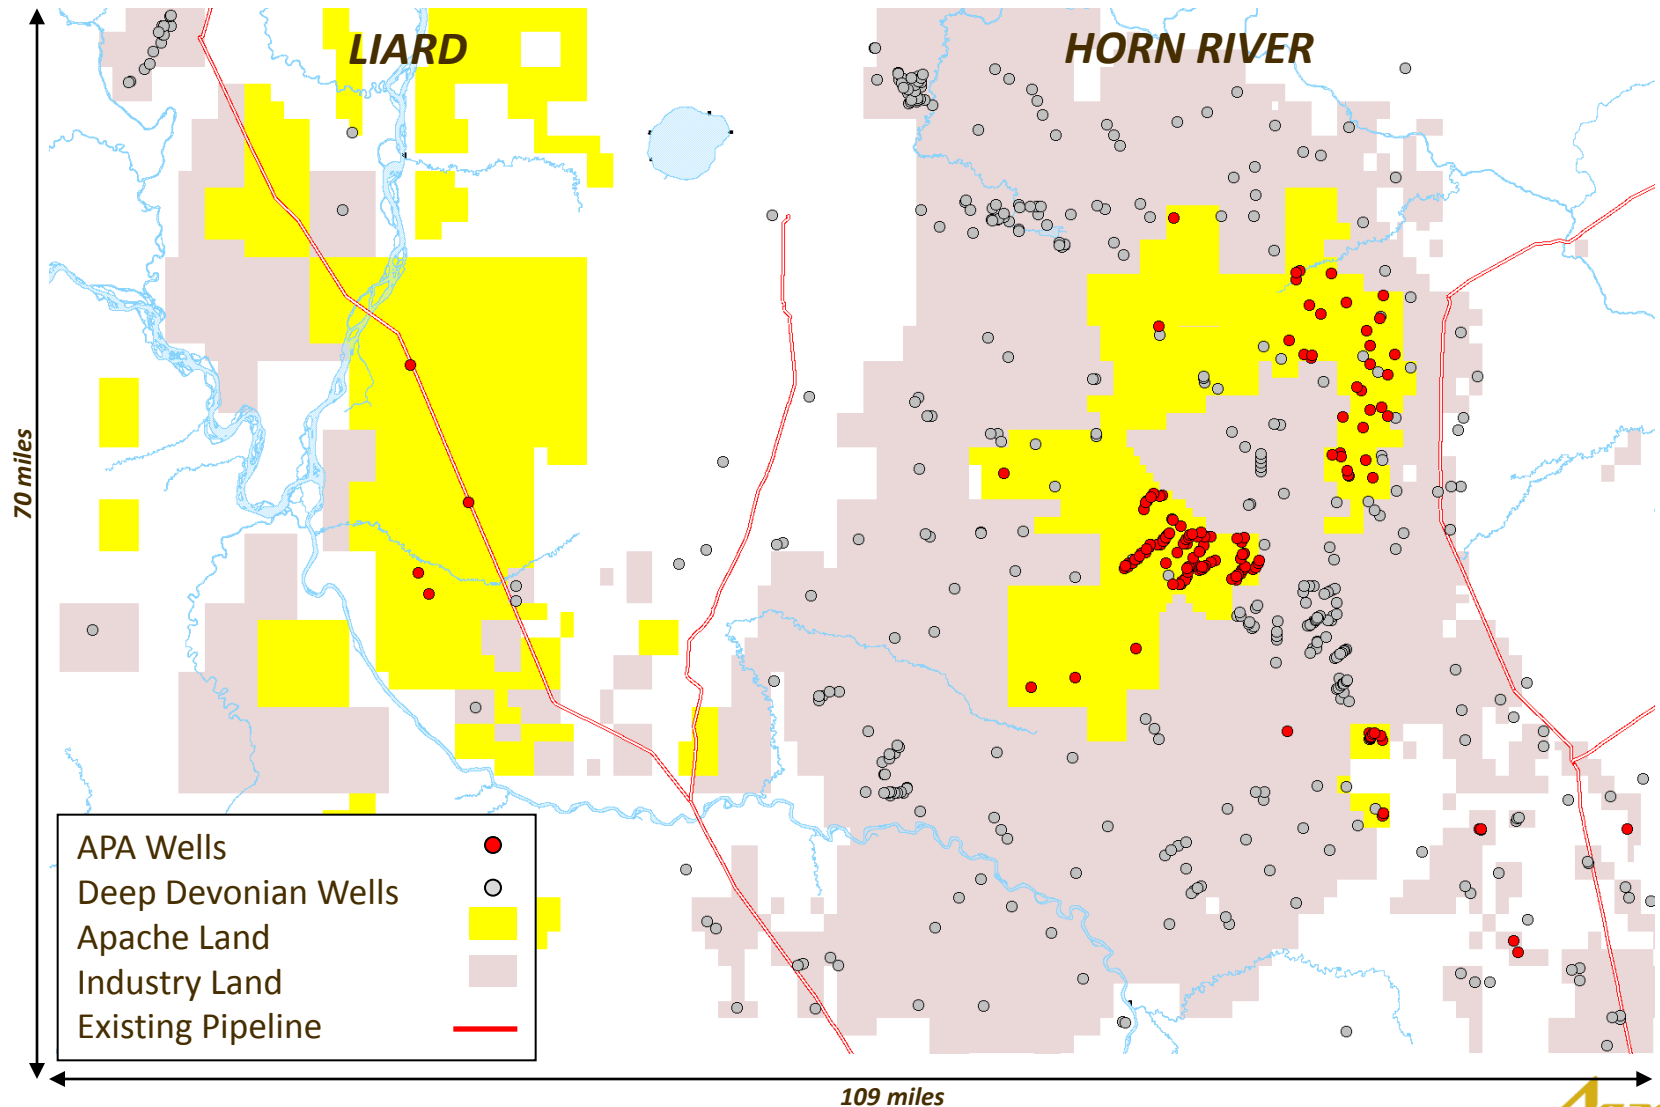 LIARD
HORN RIVER
70 miles
APA Wells
Deep Devonian Wells
Apache Land
Industry Land
Existing Pipeline
109 miles